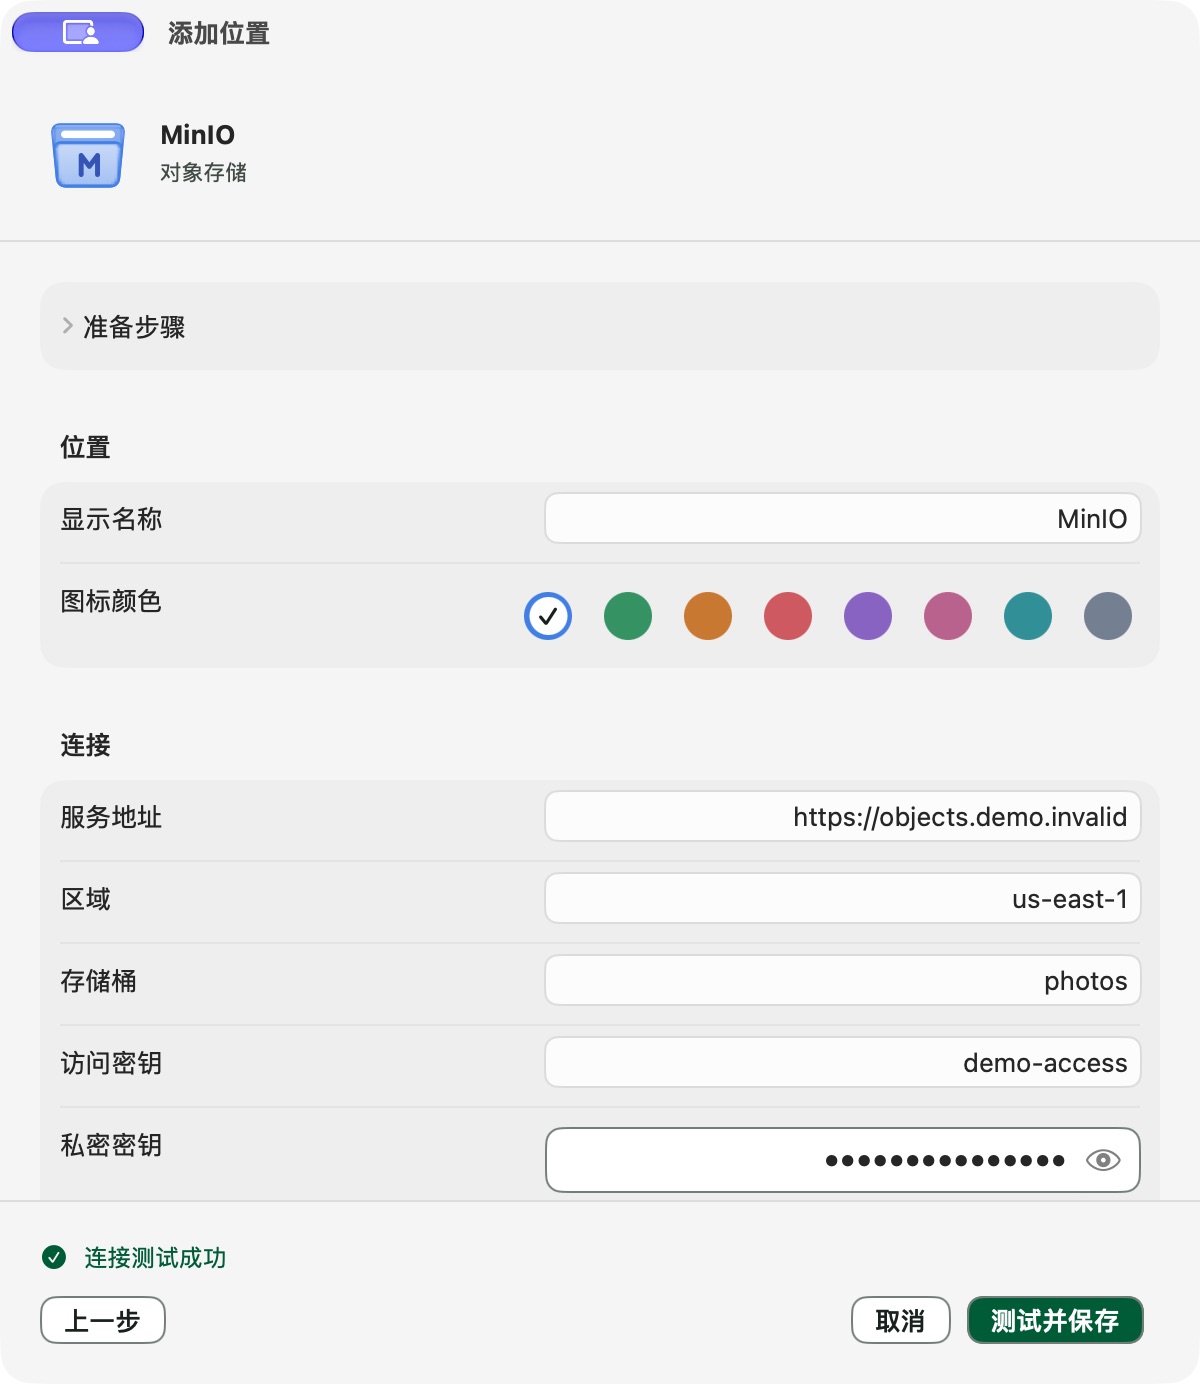 添加位置
MinIO
对象存储
准备步骤
位置
显示名称 MinIO
图标颜色
连接
服务地址 https://objects.demo.invalid
区域 us-east-1
存储桶 photos
访问密钥 demo-access
私密密钥 •••••••••••••••
连接测试成功
上一步 取消 测试并保存